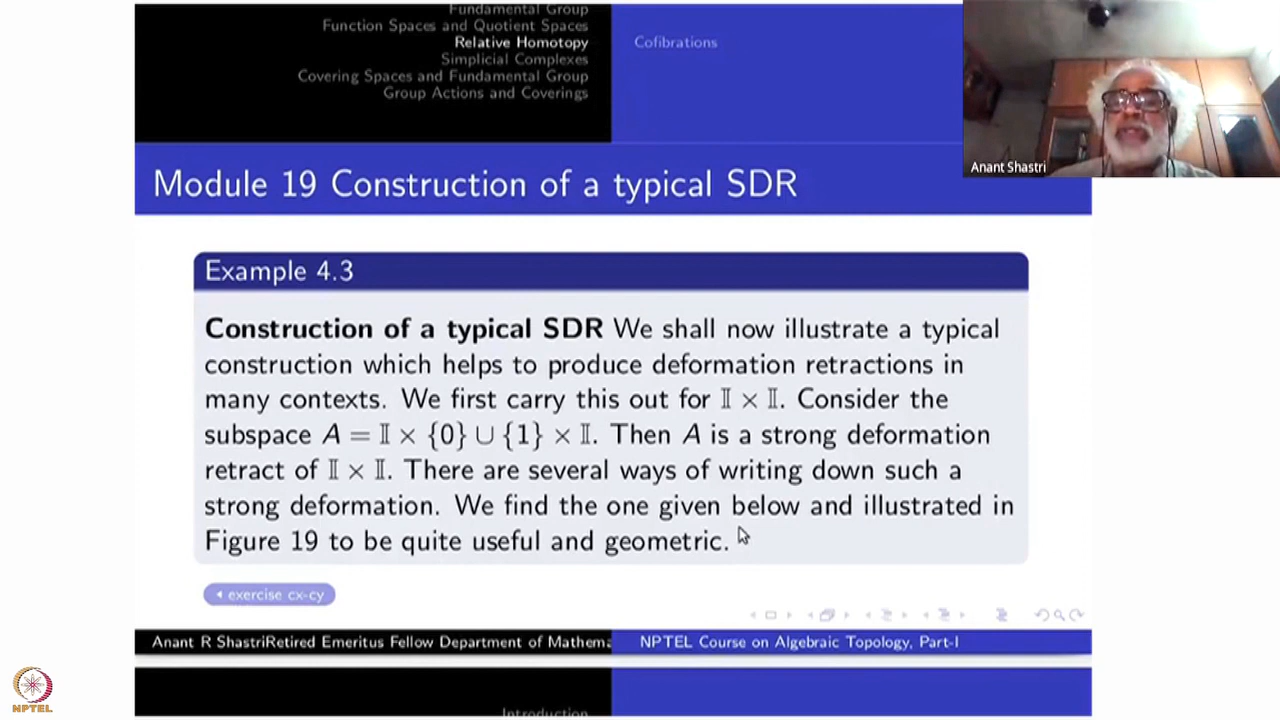 Fundamental Group
Function Spaces and Quotient Spaces
Relative Homotopy
Simplicial Complexes
Covering Spaces and Fundamental Group
Group Actions and Coverings
Cofibrations
Anant Shastri
Module 19 Construction of a typical SDR
Example 4.3
Construction of a typical SDR We shall now illustrate a typical
construction which helps to produce deformation retractions in
many contexts. We first carry this out for 𝕀 × 𝕀. Consider the
subspace A = 𝕀 × {0} ∪ {1} × 𝕀. Then A is a strong deformation
retract of 𝕀 × 𝕀. There are several ways of writing down such a
strong deformation. We find the one given below and illustrated in
Figure 19 to be quite useful and geometric.
exercise cx-cy
Anant R ShastriRetired Emeritus Fellow Department of Mathema
NPTEL Course on Algebraic Topology, Part-I
Introduction
NPTEL